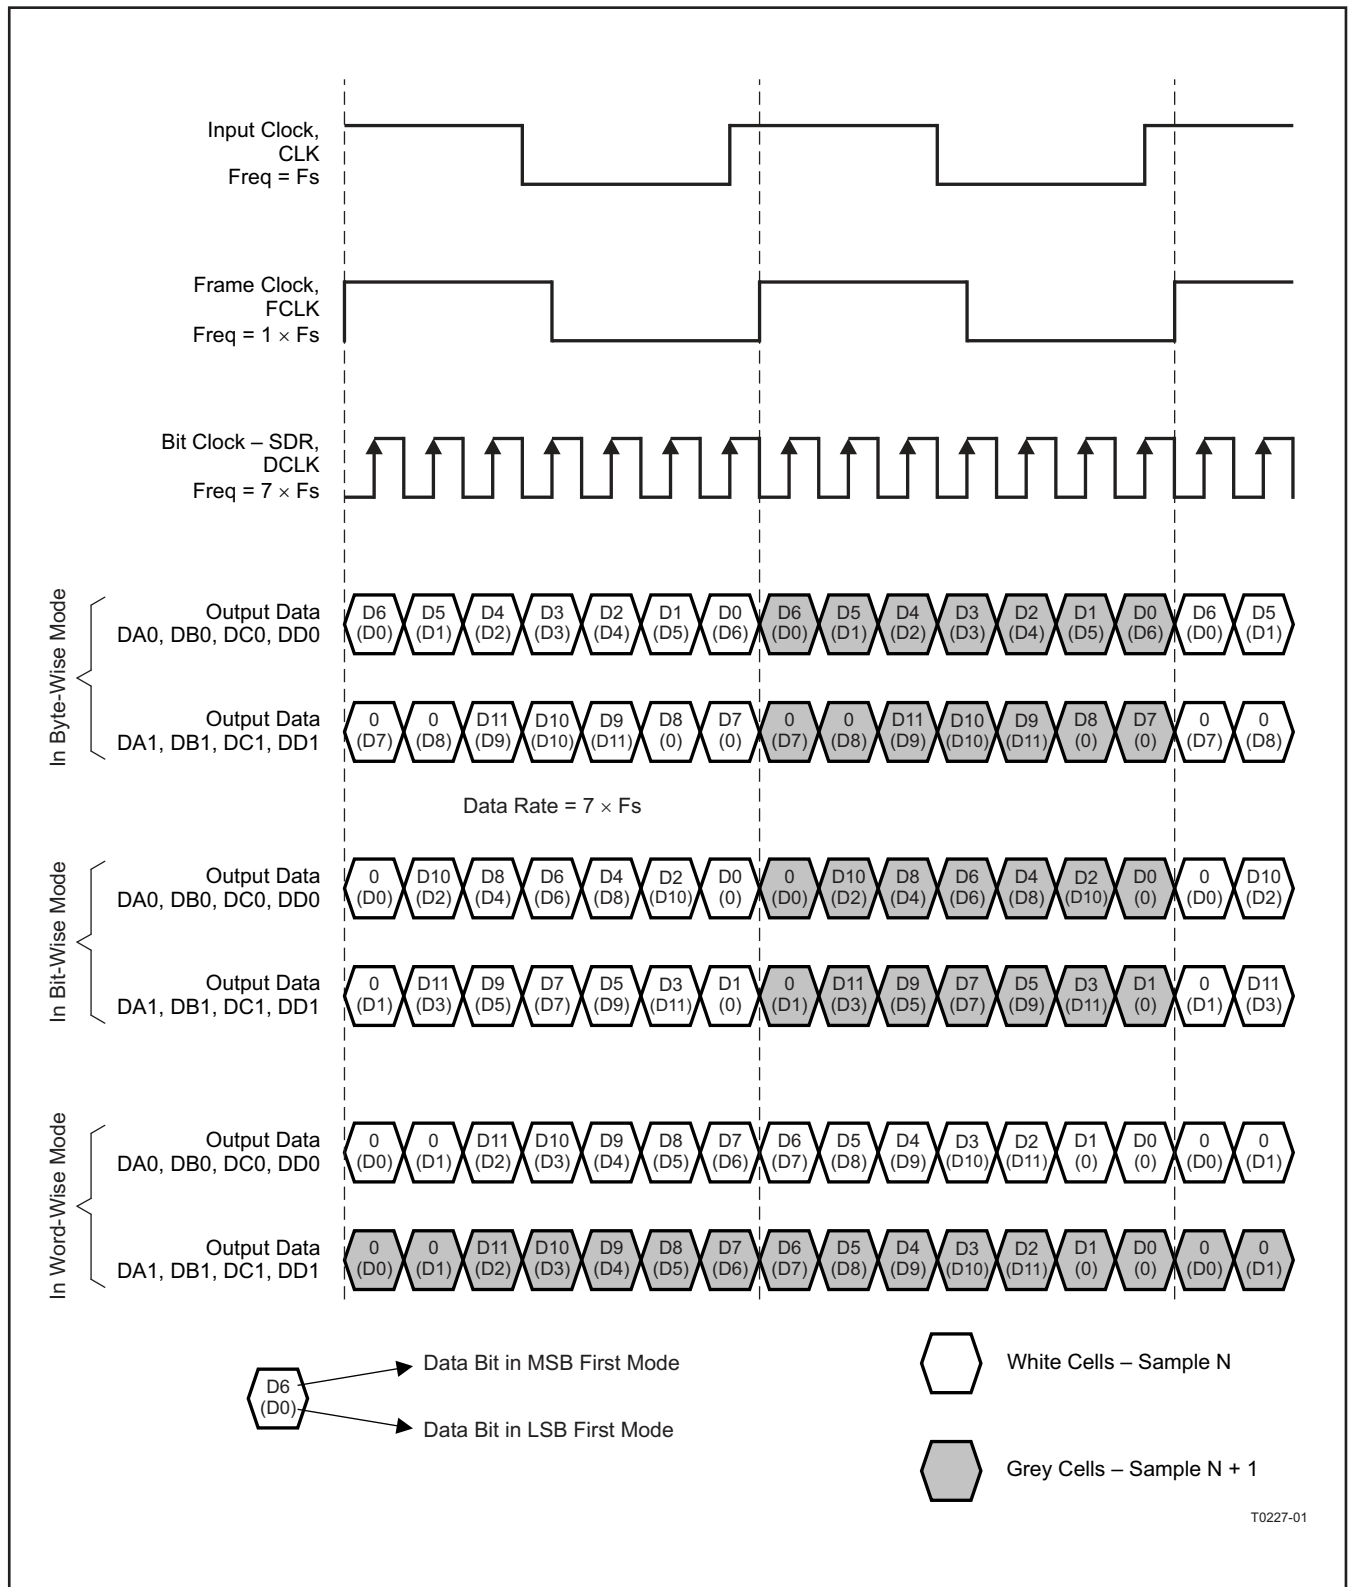 Input Clock,
CLK
Freq = Fs
Frame Clock,
FCLK
Freq = 1 × Fs
Bit Clock – SDR,
DCLK
Freq = 7 × Fs
In Byte-Wise Mode
Output Data
DA0, DB0, DC0, DD0
D6 D5 D4 D3 D2 D1 D0 D6 D5 D4 D3 D2 D1 D0 D6 D5
(D0) (D1) (D2) (D3) (D4) (D5) (D6) (D0) (D1) (D2) (D3) (D4) (D5) (D6) (D0) (D1)
Output Data
DA1, DB1, DC1, DD1
0 0 D11 D10 D9 D8 D7 0 0 D11 D10 D9 D8 D7 0 0
(D7) (D8) (D9) (D10) (D11) (0) (0) (D7) (D8) (D9) (D10) (D11) (0) (0) (D7) (D8)
Data Rate = 7 × Fs
In Bit-Wise Mode
Output Data
DA0, DB0, DC0, DD0
0 D10 D8 D6 D4 D2 D0 0 D10 D8 D6 D4 D2 D0 0 D10
(D0) (D2) (D4) (D6) (D8) (D10) (0) (D0) (D2) (D4) (D6) (D8) (D10) (0) (D0) (D2)
Output Data
DA1, DB1, DC1, DD1
0 D11 D9 D7 D5 D3 D1 0 D11 D9 D7 D5 D3 D1 0 D11
(D1) (D3) (D5) (D7) (D9) (D11) (0) (D1) (D3) (D5) (D7) (D9) (D11) (0) (D1) (D3)
In Word-Wise Mode
Output Data
DA0, DB0, DC0, DD0
0 0 D11 D10 D9 D8 D7 D6 D5 D4 D3 D2 D1 D0 0 0
(D0) (D1) (D2) (D3) (D4) (D5) (D6) (D7) (D8) (D9) (D10) (D11) (0) (0) (D0) (D1)
Output Data
DA1, DB1, DC1, DD1
0 0 D11 D10 D9 D8 D7 D6 D5 D4 D3 D2 D1 D0 0 0
(D0) (D1) (D2) (D3) (D4) (D5) (D6) (D7) (D8) (D9) (D10) (D11) (0) (0) (D0) (D1)
D6
(D0)
Data Bit in MSB First Mode
Data Bit in LSB First Mode
White Cells – Sample N
Grey Cells – Sample N + 1
T0227-01